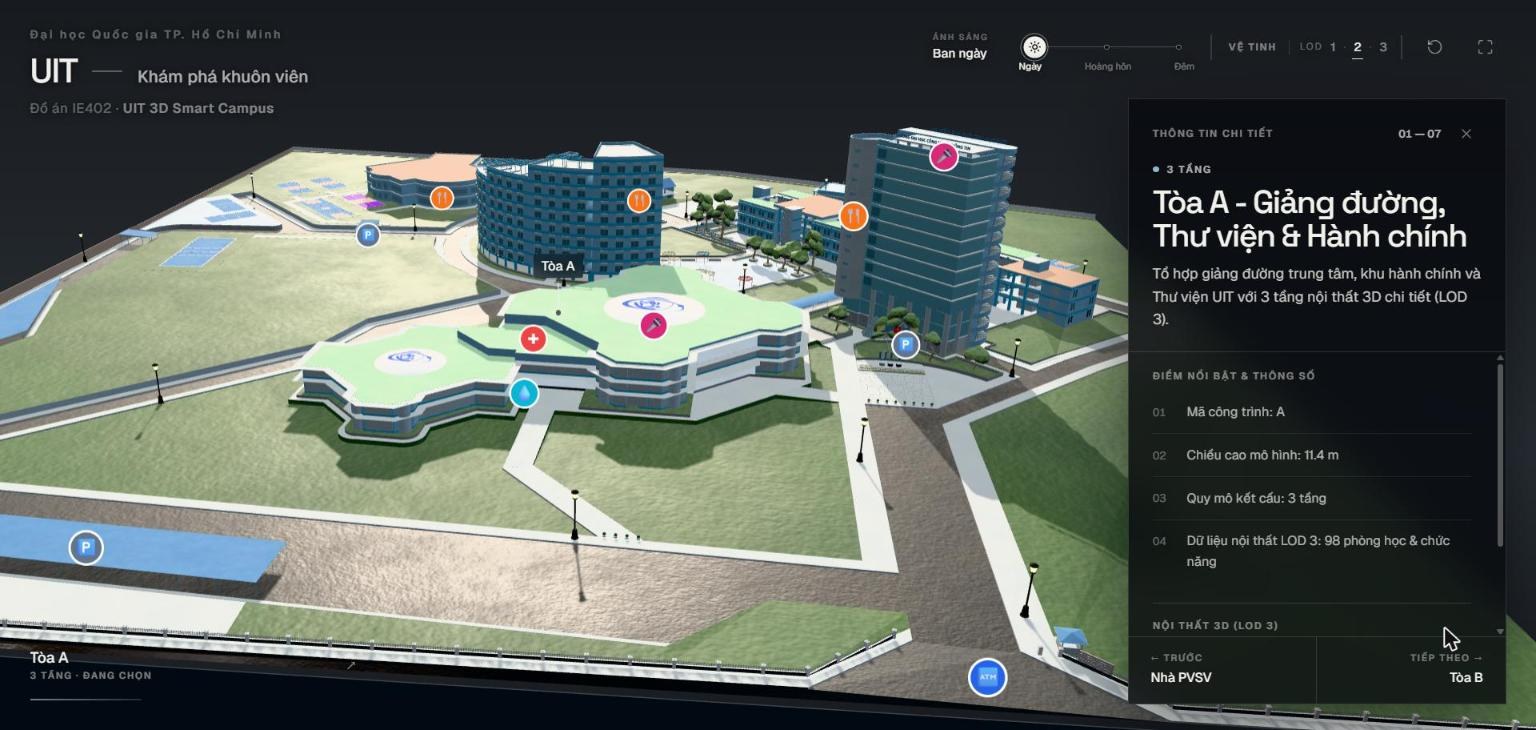 Đại học Quốc gia TP. Hồ Chí Minh
UIT — Khám phá khuôn viên
Đồ án IE402 · UIT 3D Smart Campus
ÁNH SÁNG
Ban ngày
Ngày
Hoàng hôn
Đêm
VỆ TINH
LOD 1 · 2 · 3
THÔNG TIN CHI TIẾT
01 — 07
3 TẦNG
Tòa A - Giảng đường,
Thư viện & Hành chính
Tổ hợp giảng đường trung tâm, khu hành chính và
Thư viện UIT với 3 tầng nội thất 3D chi tiết (LOD
3).
ĐIỂM NỔI BẬT & THÔNG SỐ
01 Mã công trình: A
02 Chiều cao mô hình: 11.4 m
03 Quy mô kết cấu: 3 tầng
04 Dữ liệu nội thất LOD 3: 98 phòng học & chức
năng
NỘI THẤT 3D (LOD 3)
← TRƯỚC
Nhà PVSV
TIẾP THEO →
Tòa B
Tòa A
P
P
P
ATM
Tòa A
3 TẦNG · ĐANG CHỌN